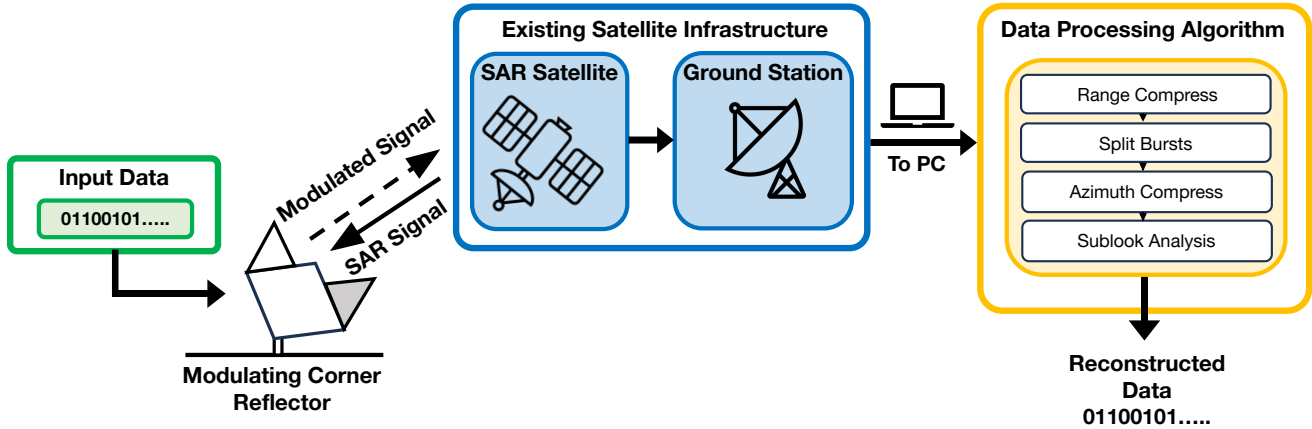 Input Data
01100101.....
Modulated Signal
SAR Signal
Modulating Corner
Reflector
Existing Satellite Infrastructure
SAR Satellite
Ground Station
To PC
Data Processing Algorithm
Range Compress
Split Bursts
Azimuth Compress
Sublook Analysis
Reconstructed
Data
01100101.....